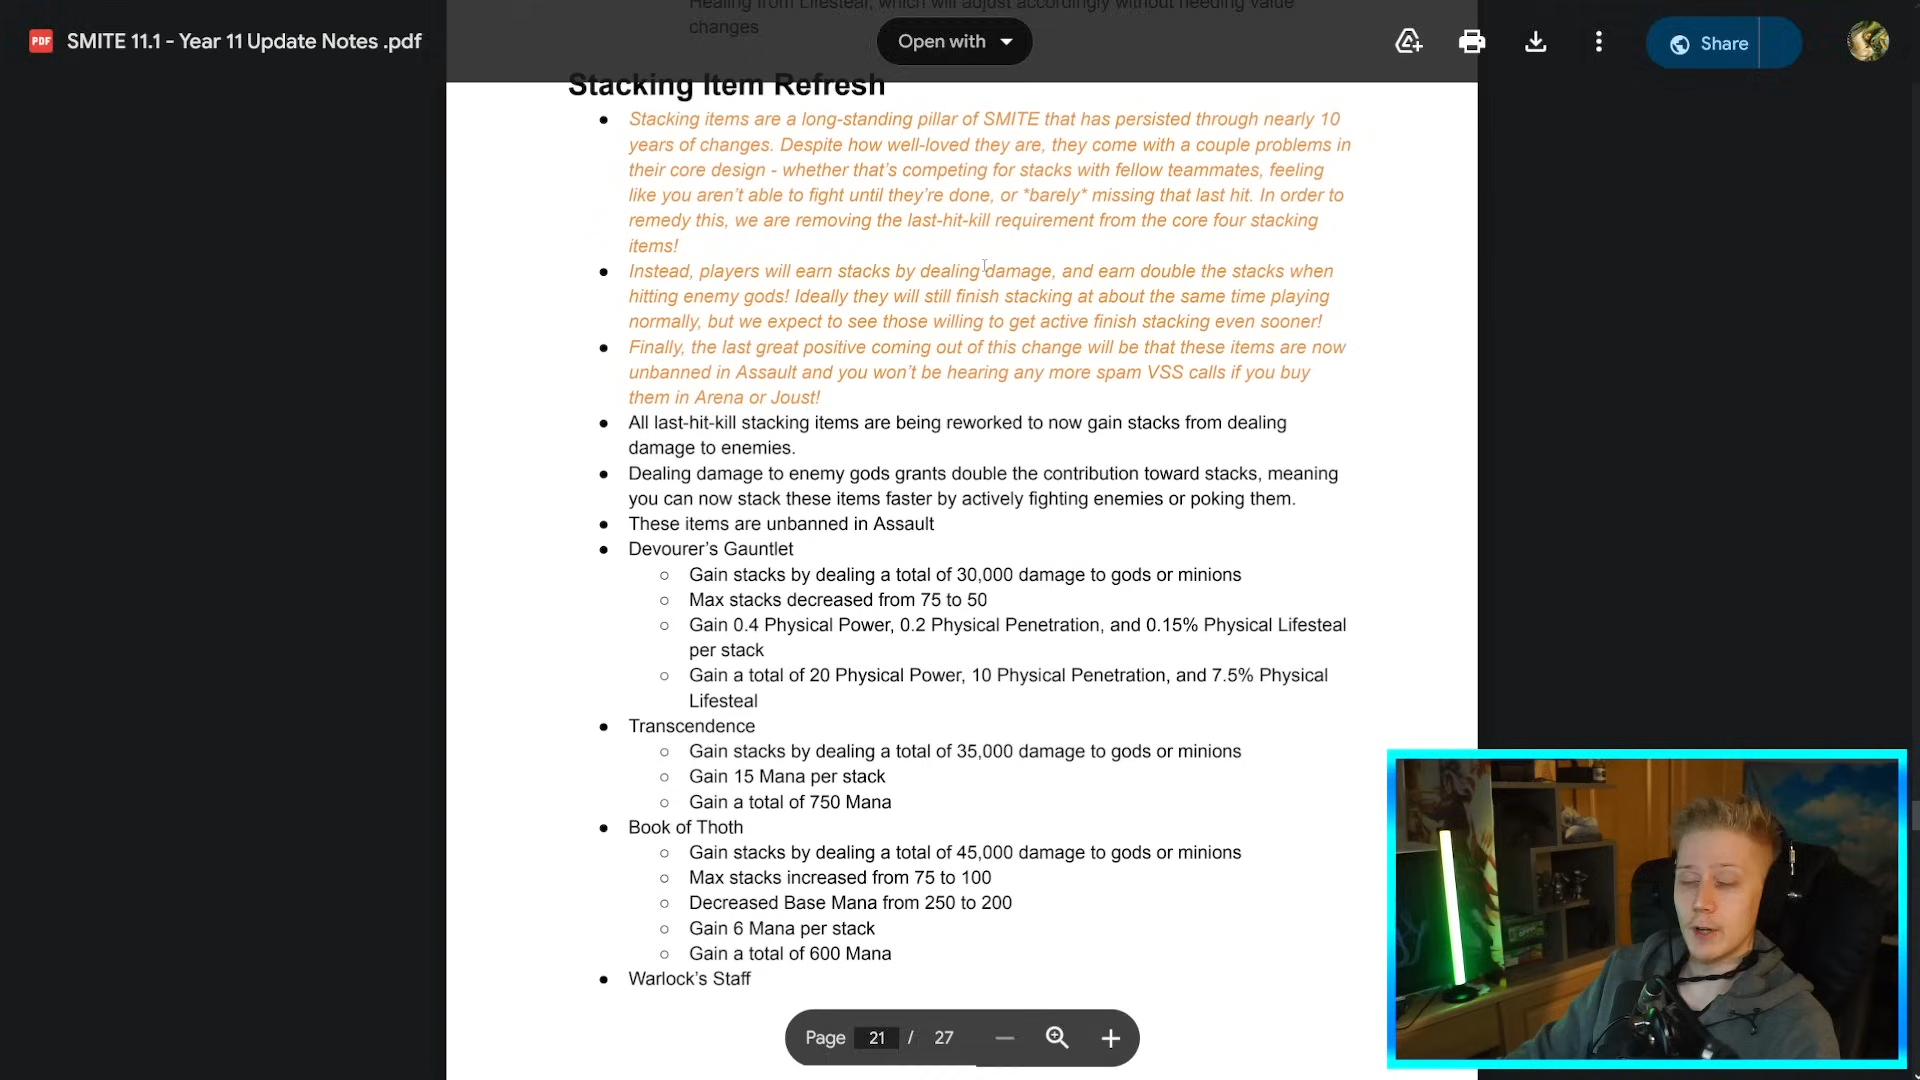 Healing from Lifesteal, which will adjust accordingly without needing value
changes
PDF SMITE 11.1 - Year 11 Update Notes .pdf
Open with
Share
Stacking Item Refresh
● Stacking items are a long-standing pillar of SMITE that has persisted through nearly 10
years of changes. Despite how well-loved they are, they come with a couple problems in
their core design - whether that's competing for stacks with fellow teammates, feeling
like you aren't able to fight until they're done, or *barely* missing that last hit. In order to
remedy this, we are removing the last-hit-kill requirement from the core four stacking
items!
● Instead, players will earn stacks by dealing damage, and earn double the stacks when
hitting enemy gods! Ideally they will still finish stacking at about the same time playing
normally, but we expect to see those willing to get active finish stacking even sooner!
● Finally, the last great positive coming out of this change will be that these items are now
unbanned in Assault and you won't be hearing any more spam VSS calls if you buy
them in Arena or Joust!
● All last-hit-kill stacking items are being reworked to now gain stacks from dealing
damage to enemies.
● Dealing damage to enemy gods grants double the contribution toward stacks, meaning
you can now stack these items faster by actively fighting enemies or poking them.
● These items are unbanned in Assault
● Devourer's Gauntlet
○ Gain stacks by dealing a total of 30,000 damage to gods or minions
○ Max stacks decreased from 75 to 50
○ Gain 0.4 Physical Power, 0.2 Physical Penetration, and 0.15% Physical Lifesteal
per stack
○ Gain a total of 20 Physical Power, 10 Physical Penetration, and 7.5% Physical
Lifesteal
● Transcendence
○ Gain stacks by dealing a total of 35,000 damage to gods or minions
○ Gain 15 Mana per stack
○ Gain a total of 750 Mana
● Book of Thoth
○ Gain stacks by dealing a total of 45,000 damage to gods or minions
○ Max stacks increased from 75 to 100
○ Decreased Base Mana from 250 to 200
○ Gain 6 Mana per stack
○ Gain a total of 600 Mana
● Warlock's Staff
Page 21 / 27